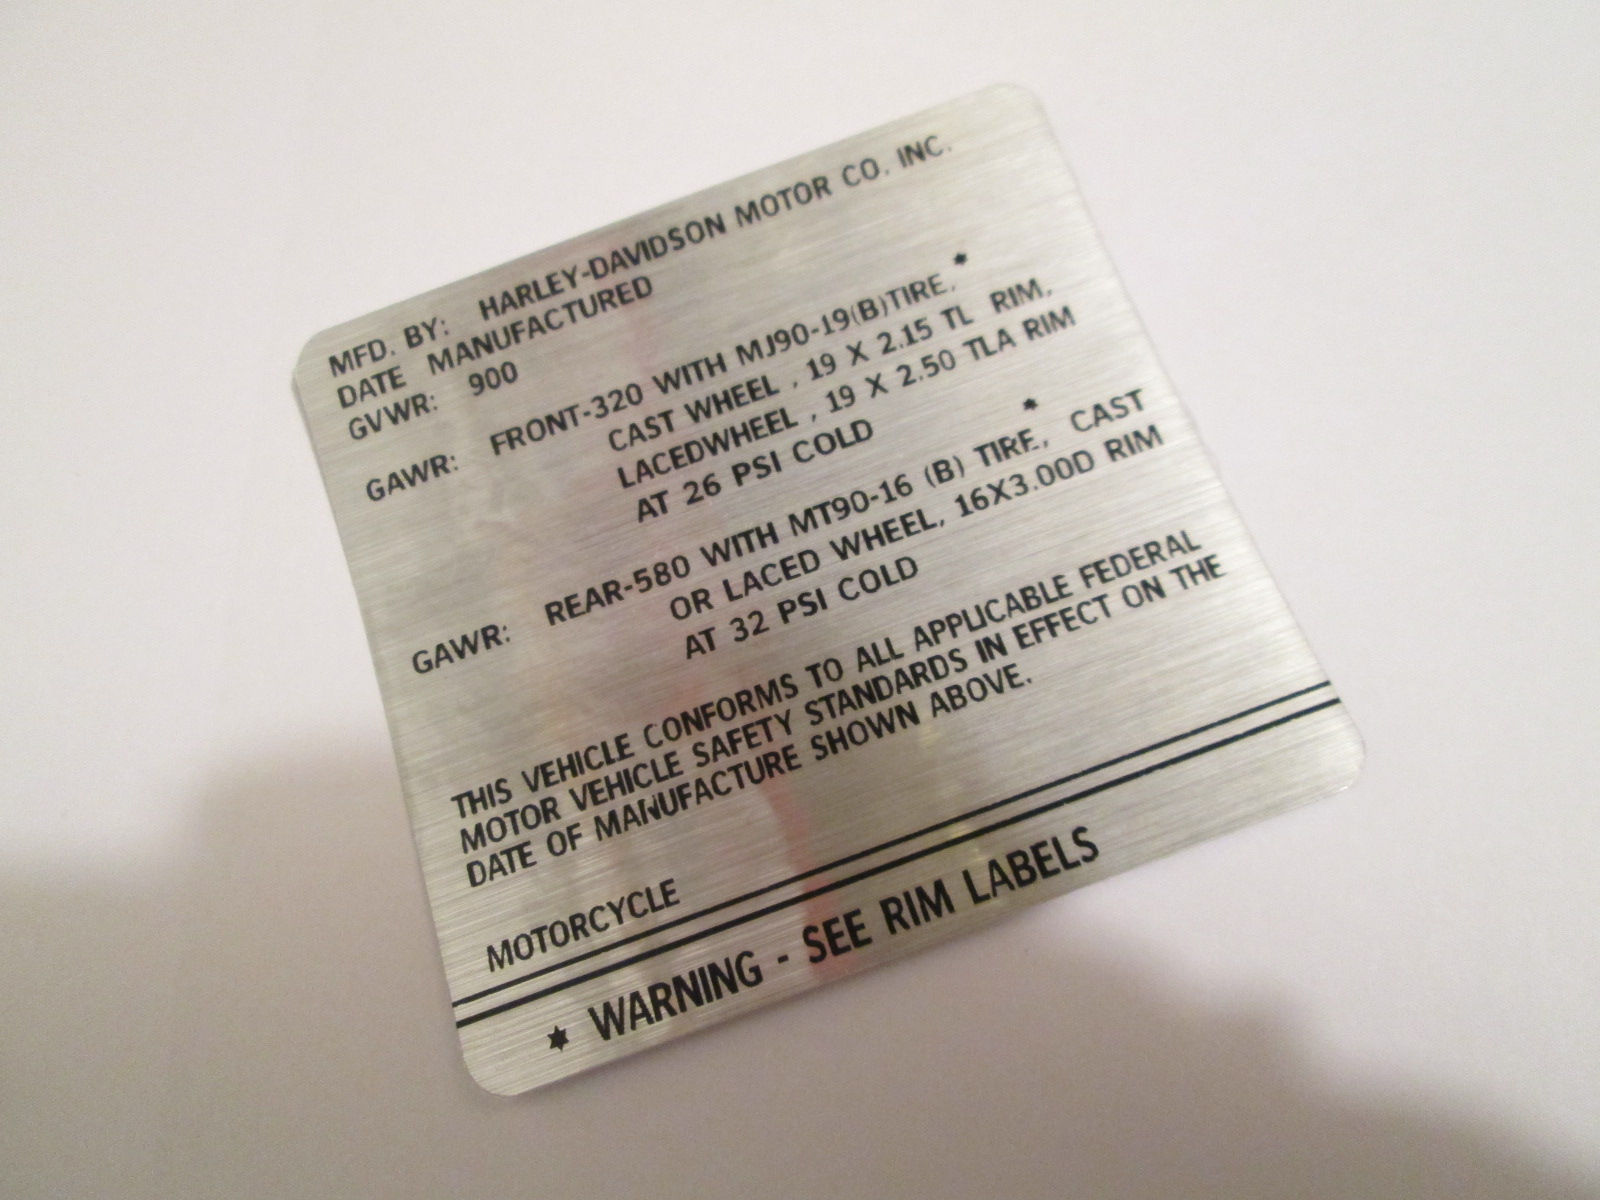 MFD. BY: HARLEY-DAVIDSON MOTOR CO. INC.
DATE MANUFACTURED
GVWR: 900
GAWR: FRONT-320 WITH MJ90-19(B)TIRE,*
CAST WHEEL , 19 X 2.15 TL RIM,
LACEDWHEEL , 19 X 2.50 TLA RIM
AT 26 PSI COLD
GAWR: REAR-580 WITH MT90-16 (B) TIRE,* CAST
OR LACED WHEEL, 16X3.00D RIM
AT 32 PSI COLD
THIS VEHICLE CONFORMS TO ALL APPLICABLE FEDERAL
MOTOR VEHICLE SAFETY STANDARDS IN EFFECT ON THE
DATE OF MANUFACTURE SHOWN ABOVE.
MOTORCYCLE
* WARNING - SEE RIM LABELS